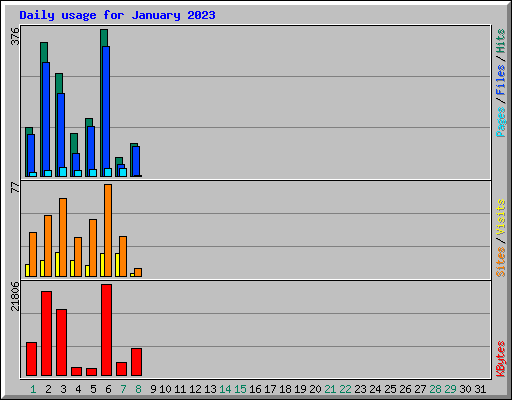 Daily usage for January 2023
376
77
21806
Pages / Files / Hits
Sites / Visits
KBytes
1 2 3 4 5 6 7 8 9 10 11 12 13 14 15 16 17 18 19 20 21 22 23 24 25 26 27 28 29 30 31